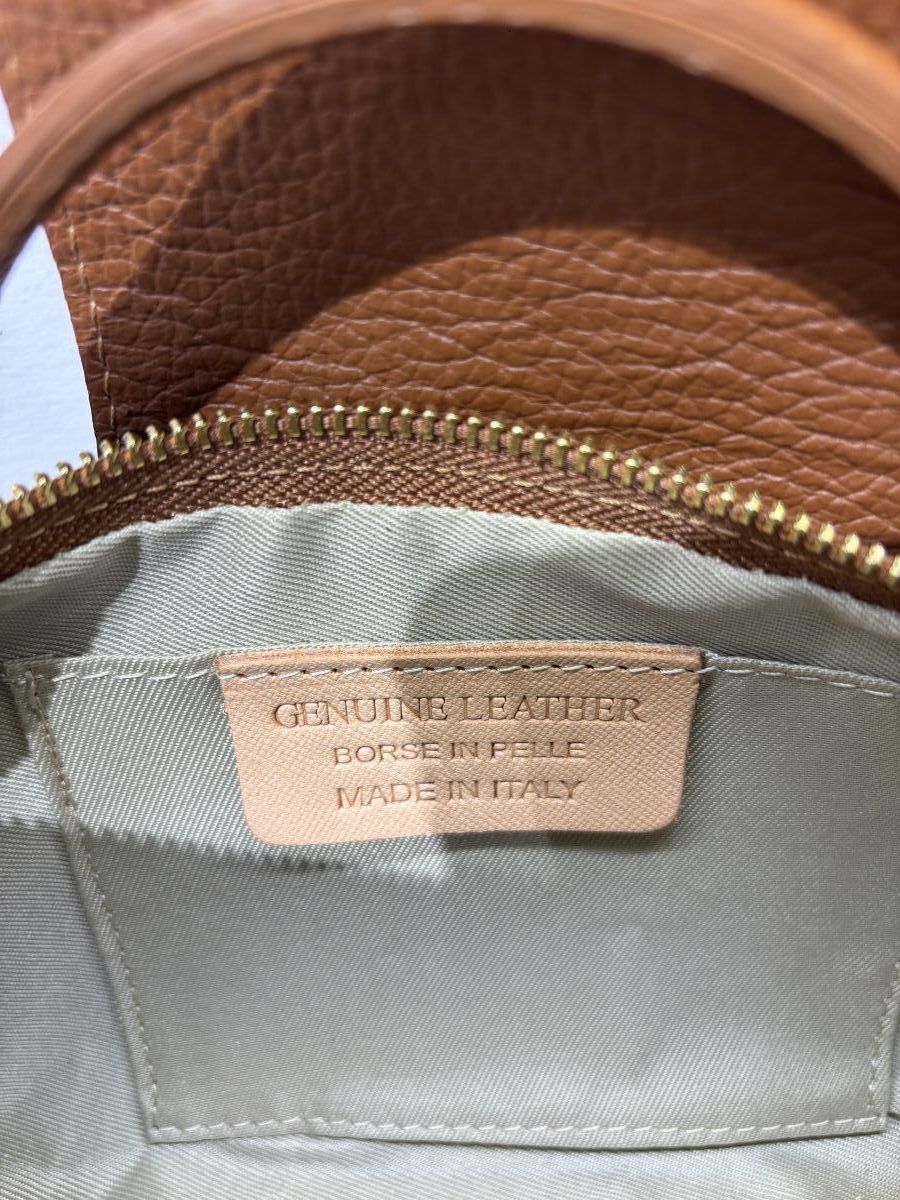 GENUINE LEATHER
BORSE IN PELLE
MADE IN ITALY